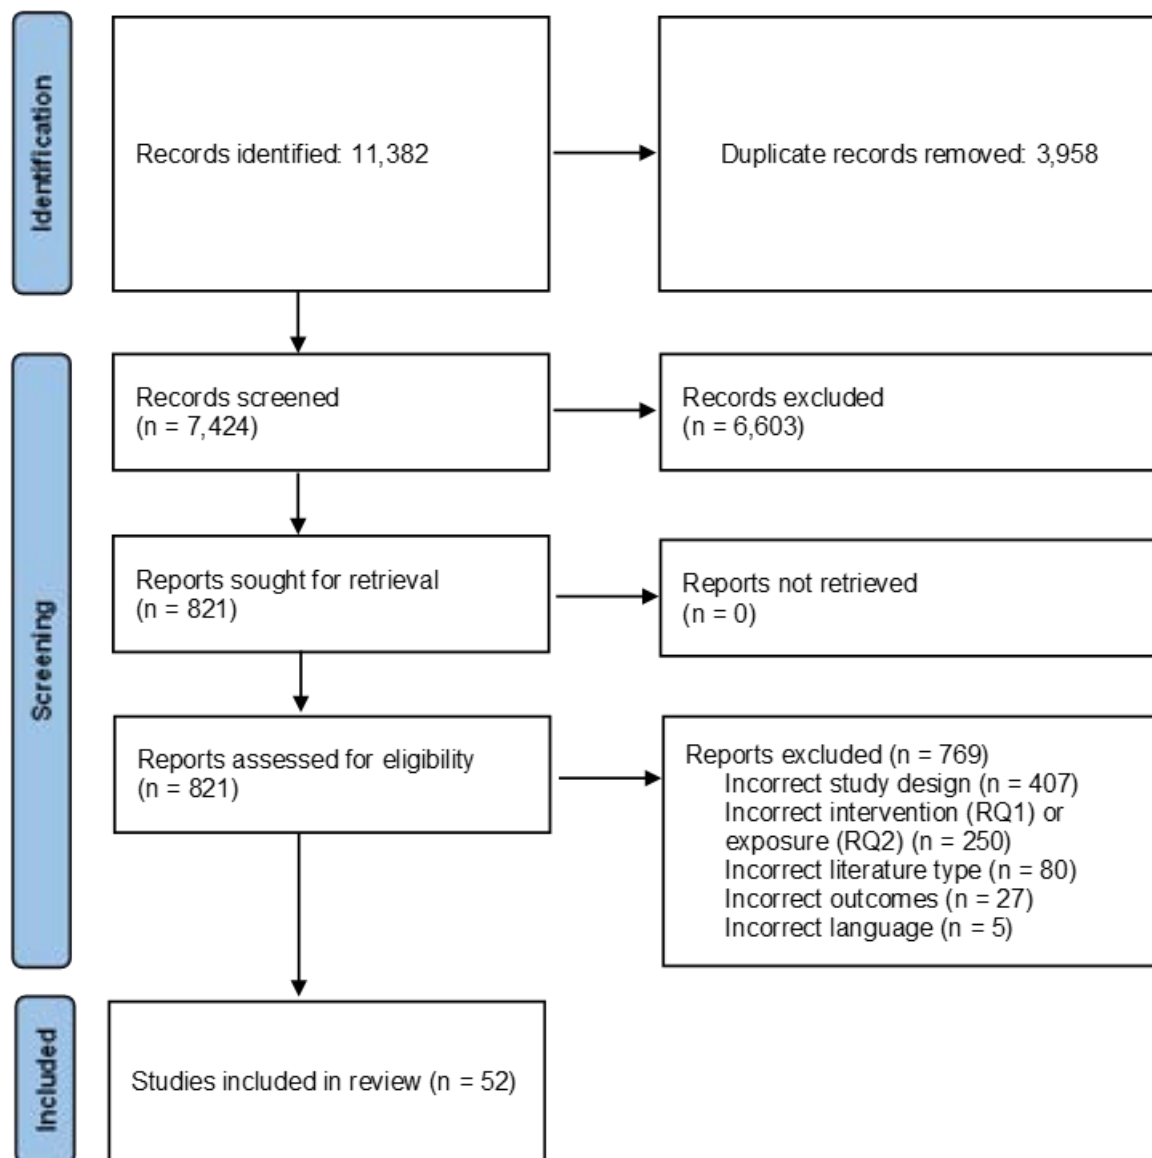 Identification
Records identified: 11,382
Duplicate records removed: 3,958
Screening
Records screened
(n = 7,424)
Records excluded
(n = 6,603)
Reports sought for retrieval
(n = 821)
Reports not retrieved
(n = 0)
Reports assessed for eligibility
(n = 821)
Reports excluded (n = 769)
Incorrect study design (n = 407)
Incorrect intervention (RQ1) or
exposure (RQ2) (n = 250)
Incorrect literature type (n = 80)
Incorrect outcomes (n = 27)
Incorrect language (n = 5)
Included
Studies included in review (n = 52)